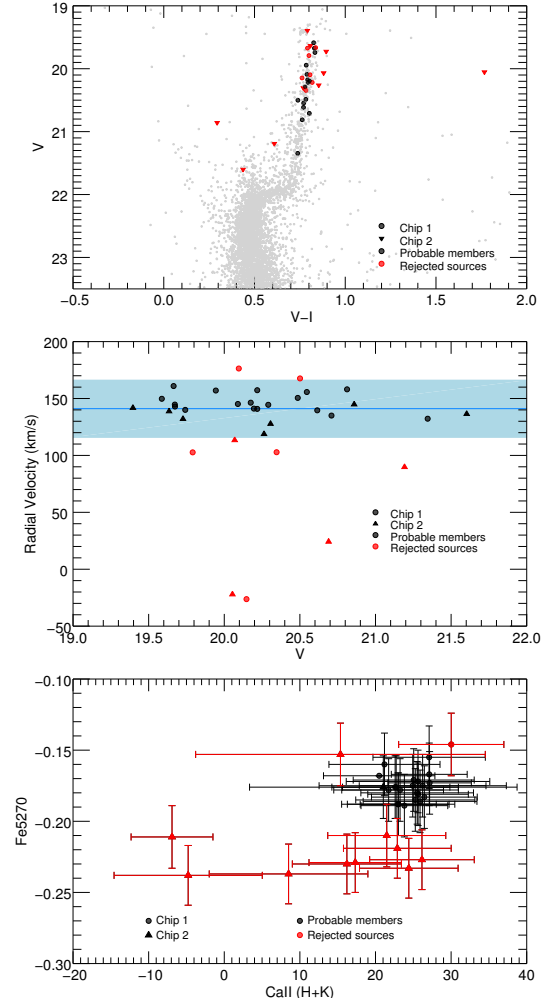 19
20
21
22
23
V
−0.5
0.0
0.5
1.0
1.5
2.0
V−I
Chip 1
Chip 2
Probable members
Rejected sources
200
150
100
50
0
−50
Radial Velocity (km/s)
19.0
19.5
20.0
20.5
21.0
21.5
22.0
V
Chip 1
Chip 2
Probable members
Rejected sources
−0.10
−0.15
−0.20
−0.25
−0.30
Fe5270
Chip 1
Chip 2
Probable members
Rejected sources
−20
−10
0
10
20
30
40
CaII (H+K)